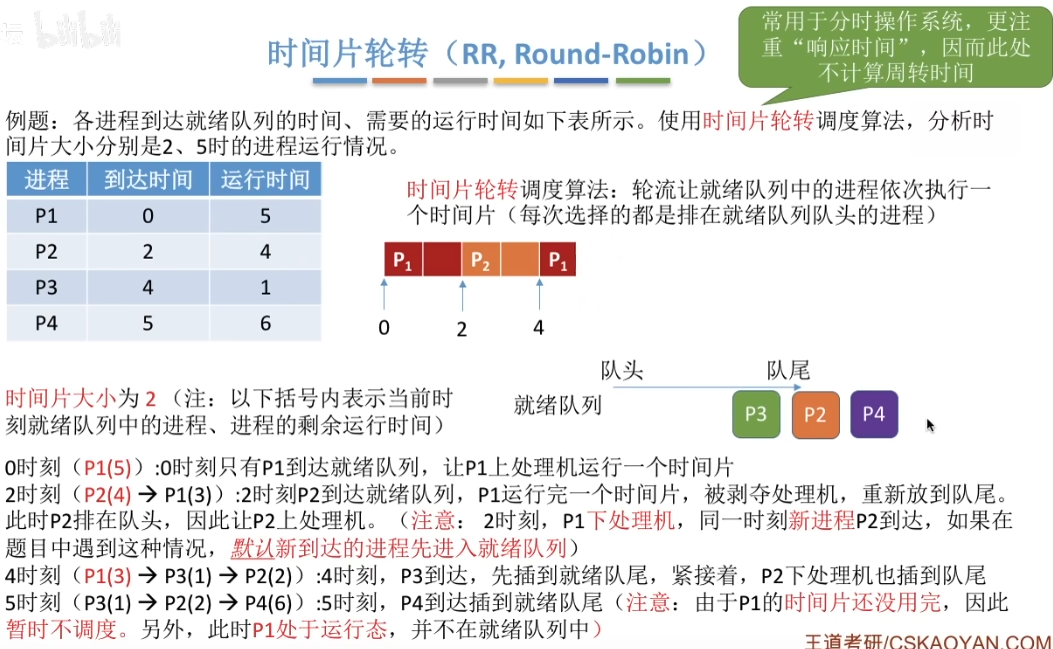 坛 bilibili
时间片轮转（RR, Round-Robin）
常用于分时操作系统，更注
重“响应时间”，因而此处
不计算周转时间
例题：各进程到达就绪队列的时间、需要的运行时间如下表所示。使用时间片轮转调度算法，分析时
间片大小分别是2、5时的进程运行情况。
进程 到达时间 运行时间
P1 0 5
P2 2 4
P3 4 1
P4 5 6
时间片轮转调度算法：轮流让就绪队列中的进程依次执行一
个时间片（每次选择的都是排在就绪队列队头的进程）
P1 P2 P1
0 2 4
队头 队尾
就绪队列 P3 P2 P4
时间片大小为 2（注：以下括号内表示当前时
刻就绪队列中的进程、进程的剩余运行时间）
0时刻（P1(5)）:0时刻只有P1到达就绪队列，让P1上处理机运行一个时间片
2时刻（P2(4) → P1(3)）:2时刻P2到达就绪队列，P1运行完一个时间片，被剥夺处理机，重新放到队尾。
此时P2排在队头，因此让P2上处理机。（注意： 2时刻，P1下处理机，同一时刻新进程P2到达，如果在
题目中遇到这种情况，默认新到达的进程先进入就绪队列）
4时刻（P1(3) → P3(1) → P2(2)）:4时刻，P3到达，先插到就绪队尾，紧接着，P2下处理机也插到队尾
5时刻（P3(1) → P2(2) → P4(6)）:5时刻，P4到达插到就绪队尾（注意：由于P1的时间片还没用完，因此
暂时不调度。另外，此时P1处于运行态，并不在就绪队列中）
王道考研/CSKAOYAN.COM